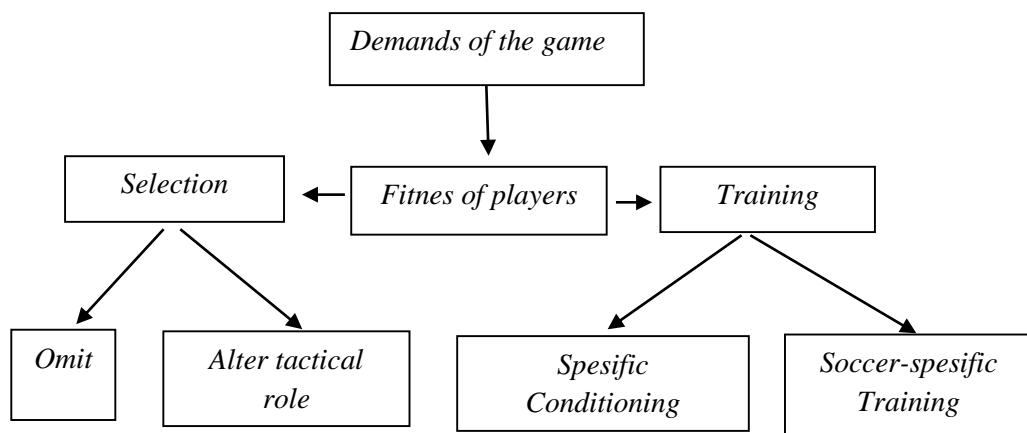 Demands of the game
Selection
Fitnes of players
Training
Omit
Alter tactical
role
Spesific
Conditioning
Soccer-spesific
Training